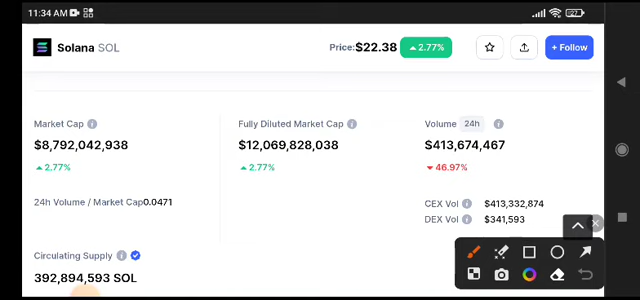 11:34 AM
27
Solana SOL
Price:$22.38
2.77%
+ Follow
Market Cap
Fully Diluted Market Cap
Volume 24h
$8,792,042,938
$12,069,828,038
$413,674,467
2.77%
2.77%
46.97%
24h Volume / Market Cap0.0471
CEX Vol $413,332,874
DEX Vol $341,593
Circulating Supply
392,894,593 SOL